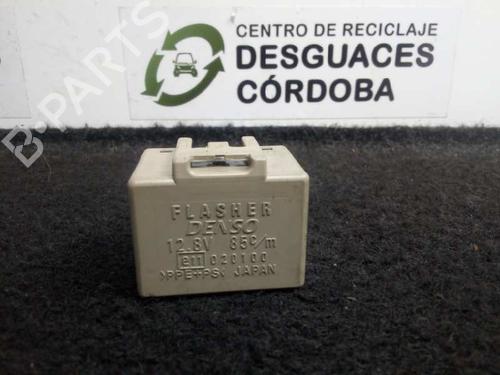 CENTRO DE RECICLAJE
DESGUACES
CÓRDOBA
B-PARTS
FLASHER
DENSO
12.8V 85c/m
e11 020100
>PPE+PS< JAPAN